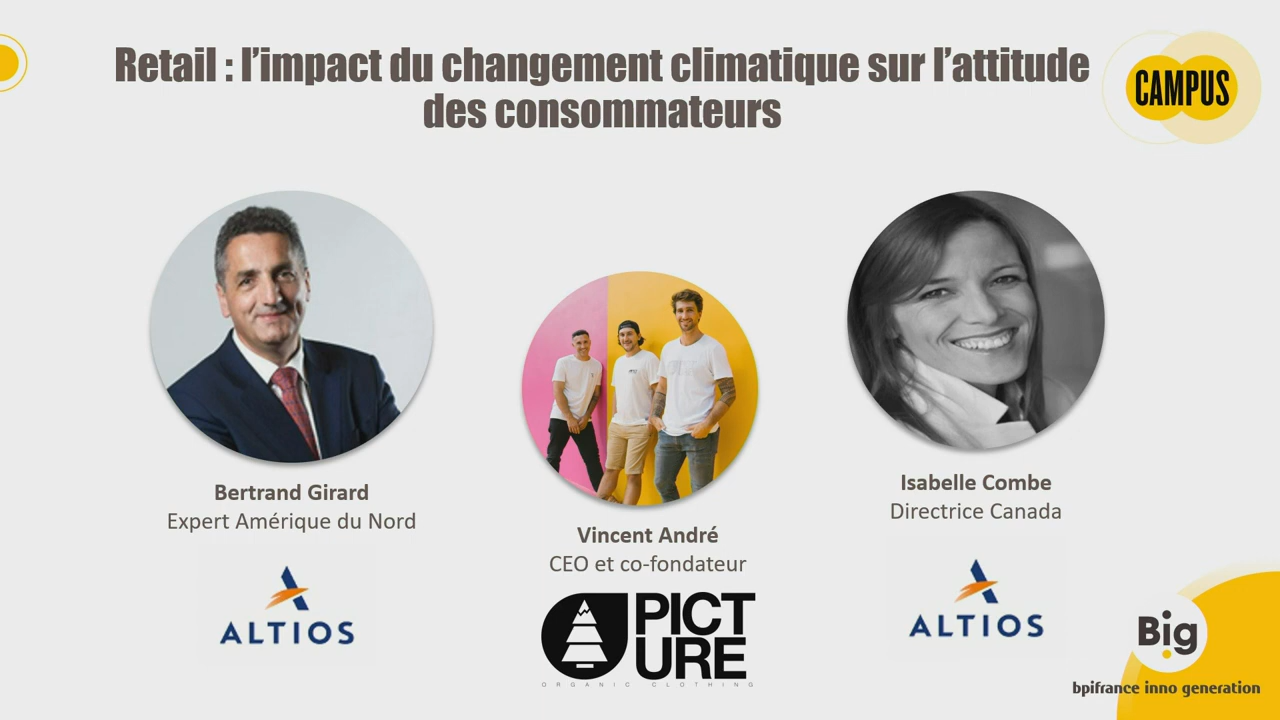 Retail : l’impact du changement climatique sur l’attitude
des consommateurs
CAMPUS
Bertrand Girard
Expert Amérique du Nord
ALTIOS
Vincent André
CEO et co-fondateur
PICT
URE
ORGANIC CLOTHING
Isabelle Combe
Directrice Canada
ALTIOS
Big
bpifrance inno generation